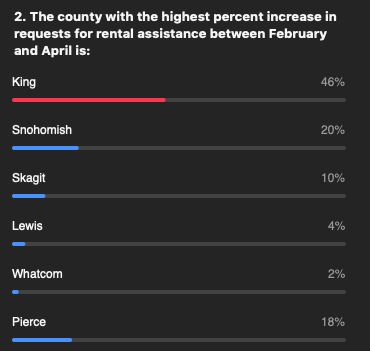 2. The county with the highest percent increase in
requests for rental assistance between February
and April is:
King 46%
Snohomish 20%
Skagit 10%
Lewis 4%
Whatcom 2%
Pierce 18%